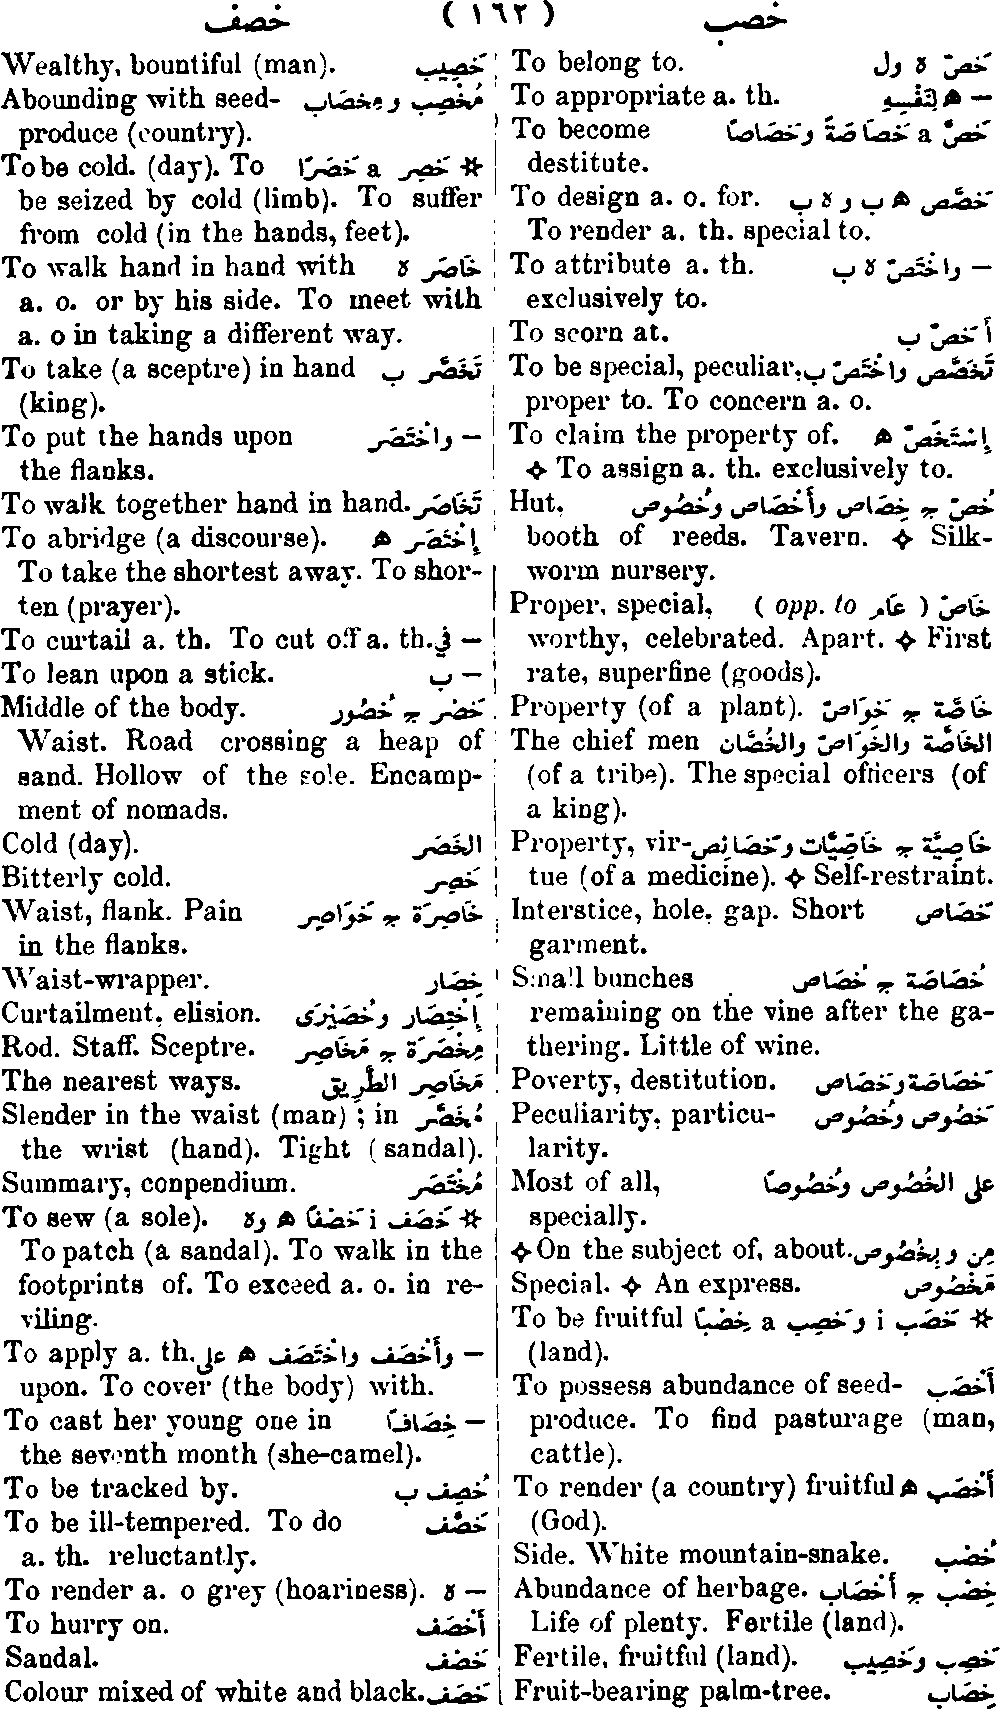 خصب ( ١٦٢ ) خصف
To belong to. خَصّ ه ول
To appropriate a. th. — ه لِنَفْسِهِ
To become خَصَّ a خَصَاصَةً وخَصَاصًا
destitute.
To design a. o. for. خَصَّص ه ب و ه ب
To render a. th. special to.
To attribute a. th. — واخْتَصّ ه ب
exclusively to.
To scorn at. أَخَصّ ب
To be special, peculiar, تَخَصَّص واخْتَصّ ب
proper to. To concern a. o.
To claim the property of. إِسْتَخَصّ ه
✧ To assign a. th. exclusively to.
Hut, خُصّ ج خِصَاص وأَخْصَاص وخُصُوص
booth of reeds. Tavern. ✧ Silk-
worm nursery.
Proper, special, ( opp. to عَام ) خَاصّ
worthy, celebrated. Apart. ✧ First
rate, superfine (goods).
Property (of a plant). خَاصَّة ج خَوَاصّ
The chief men الخَاصَّة والخَوَاصّ والخُصَّان
(of a tribe). The special officers (of
a king).
Property, vir- خَاصِيَّة ج خَاصِّيَّات وخَصَائِص
tue (of a medicine). ✧ Self-restraint.
Interstice, hole, gap. Short خَصَاص
garment.
Small bunches خُصَاصَة ج خُصَاص
remaining on the vine after the ga-
thering. Little of wine.
Poverty, destitution. خَصَاصَة وخَصَاص
Peculiarity, particu- خَصُوص وخُصُوص
larity.
Most of all, على الخُصُوص وخُصُوصًا
specially.
✧ On the subject of, about. مِن وبِخُصُوص
Special. ✧ An express. مَخْصُوص
To be fruitful ☆ خَصَب i وخَصِب a خِصْبًا
(land).
To possess abundance of seed- أَخْصَب
produce. To find pasturage (man,
cattle).
To render (a country) fruitful أَخْصَب ه
(God).
Side. White mountain-snake. خُصْب
Abundance of herbage. خِصْب ج أَخْصَاب
Life of plenty. Fertile (land).
Fertile, fruitful (land). خَصِب وخَصِيب
Fruit-bearing palm-tree. خِصَاب
Wealthy, bountiful (man). خَصِيب
Abounding with seed- مُخْصِب ومِخْصَاب
produce (country).
To be cold. (day). To ☆ خَصِر a خَصَرًا
be seized by cold (limb). To suffer
from cold (in the hands, feet).
To walk hand in hand with خَاصَر ه
a. o. or by his side. To meet with
a. o in taking a different way.
To take (a sceptre) in hand تَخَصَّر ب
(king).
To put the hands upon — واخْتَصَر
the flanks.
To walk together hand in hand. تَخَاصَر
To abridge (a discourse). إِخْتَصَر ه
To take the shortest away. To shor-
ten (prayer).
To curtail a. th. To cut off a. th. — في
To lean upon a stick. — ب
Middle of the body. خَصْر ج خُصُور
Waist. Road crossing a heap of
sand. Hollow of the sole. Encamp-
ment of nomads.
Cold (day). الخَصَر
Bitterly cold. خَصِر
Waist, flank. Pain خَاصِرَة ج خَوَاصِر
in the flanks.
Waist-wrapper. خِصَار
Curtailment, elision. إِخْتِصَار وخُصَيْرَى
Rod. Staff. Sceptre. مِخْصَرَة ج مَخَاصِر
The nearest ways. مَخَاصِر الطَّرِيق
Slender in the waist (man) ; in مُخَصَّر
the wrist (hand). Tight ( sandal).
Summary, conpendium. مُخْتَصَر
To sew (a sole). ☆ خَصَف i خَصْفًا ه وه
To patch (a sandal). To walk in the
footprints of. To exceed a. o. in re-
viling.
To apply a. th. — وأَخْصَف واخْتَصَف ه على
upon. To cover (the body) with.
To cast her young one in — خِصَافًا
the seventh month (she-camel).
To be tracked by. خُصِف ب
To be ill-tempered. To do خَصَّف
a. th. reluctantly.
To render a. o grey (hoariness). — ه
To hurry on. أَخْصَف
Sandal. خَصْف
Colour mixed of white and black. خَصَف